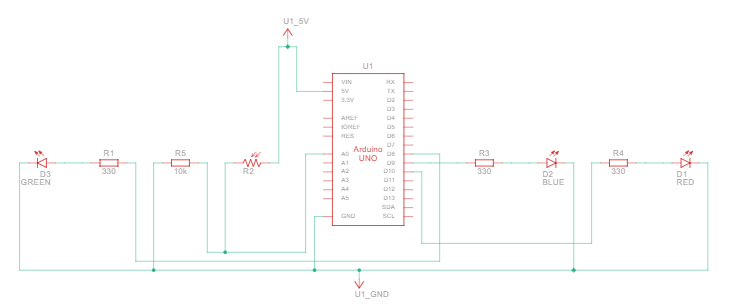 U1_5V
U1
VIN
5V
3.3V
AREF
IOREF
RES
A0
A1
A2
A3
A4
A5
GND
Arduino
UNO
RX
TX
D2
D3
D4
D5
D6
D7
D8
D9
D10
D11
D12
D13
SDA
SCL
D3
GREEN
R1
330
R5
10k
R2
R3
330
D2
BLUE
R4
330
D1
RED
U1_GND